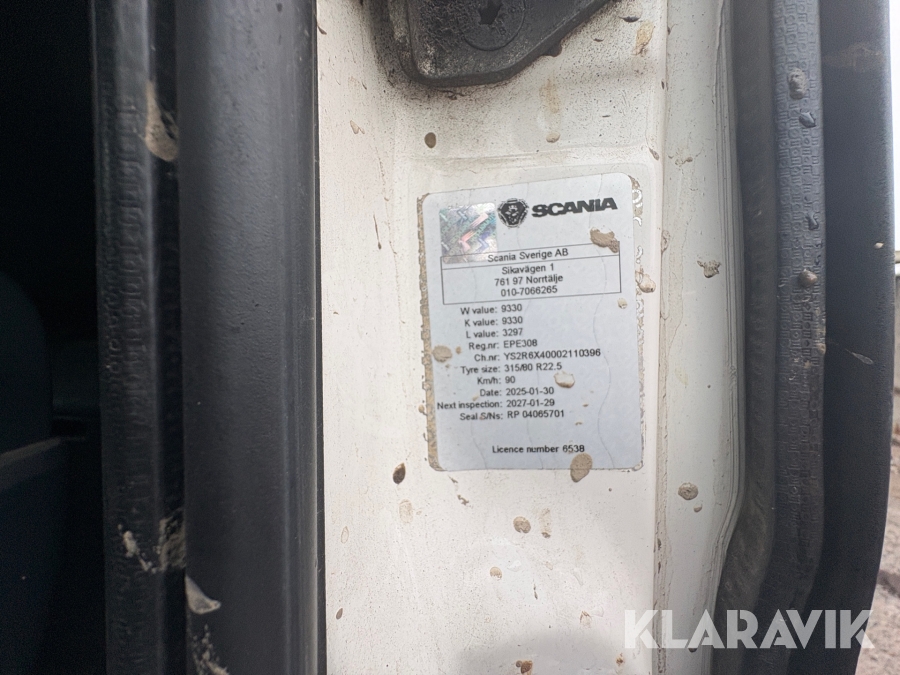 SCANIA
Scania Sverige AB
Sikavägen 1
761 97 Norrtälje
010-7066265
W value: 9330
K value: 9330
L value: 3297
Reg.nr: EPE308
Ch.nr: YS2R6X40002110396
Tyre size: 315/80 R22.5
Km/h: 90
Date: 2025-01-30
Next inspection: 2027-01-29
Seal S/Ns: RP 04065701
Licence number 6538
KLARAVIK